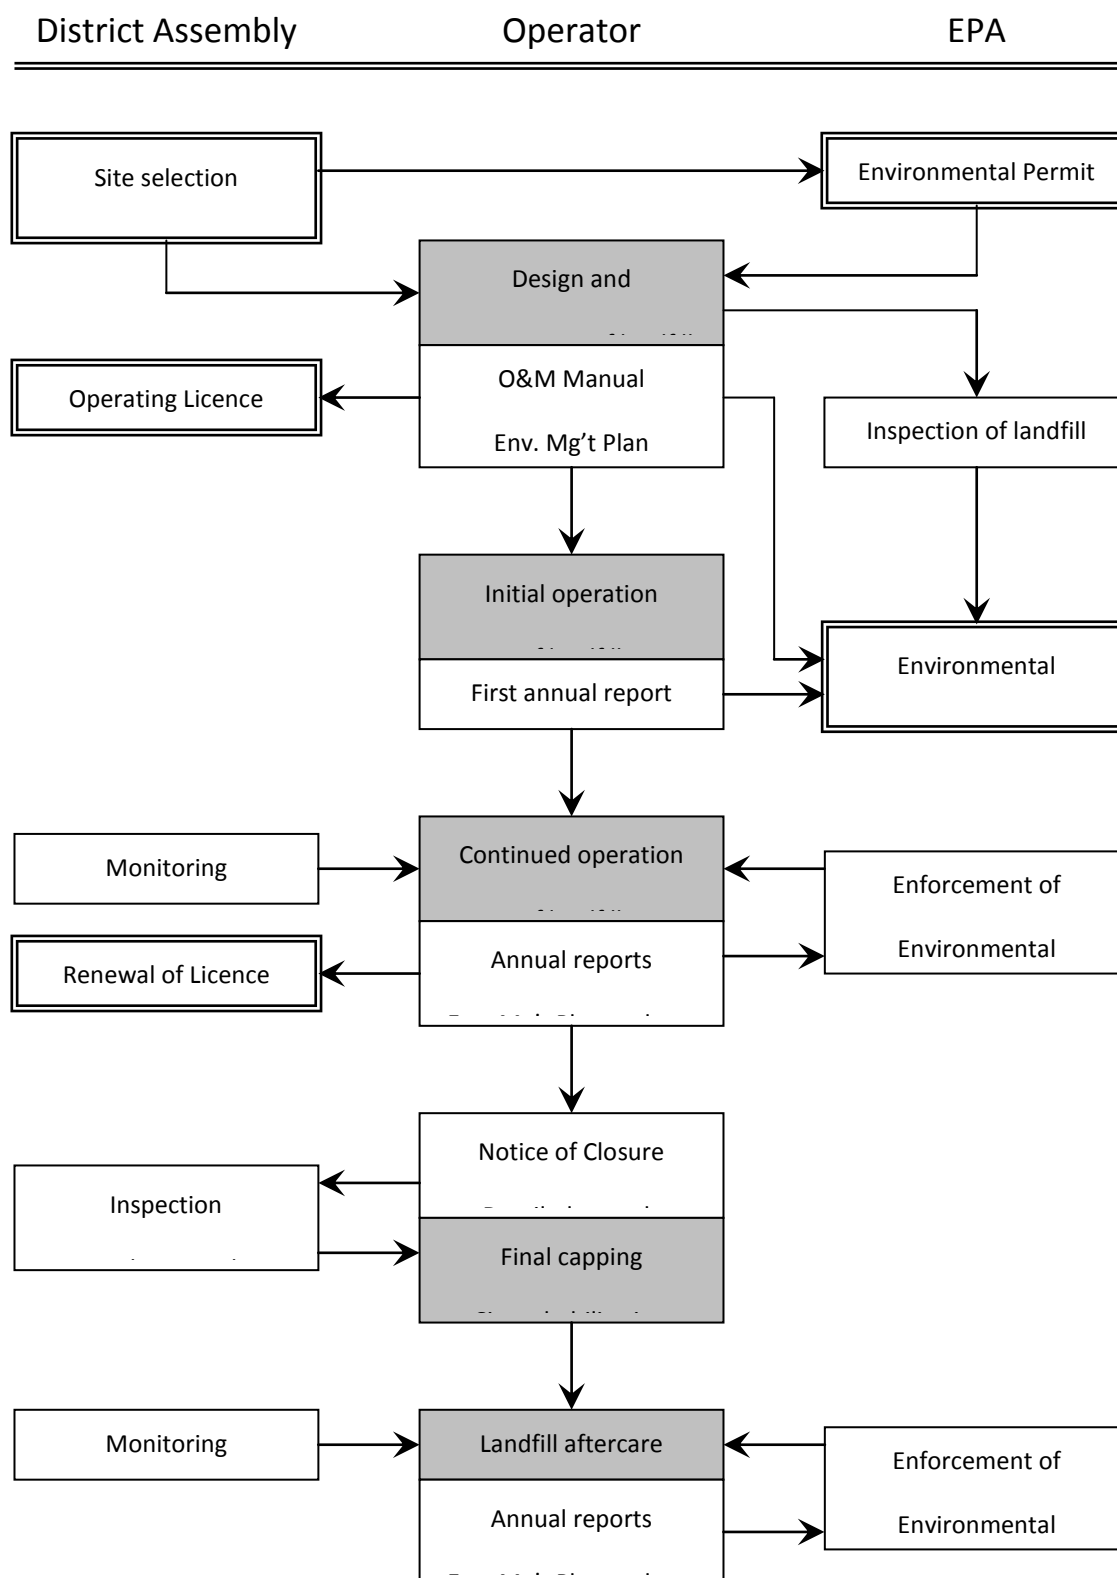 District Assembly Operator EPA
Site selection
Environmental Permit
Design and
Operating Licence
O&M Manual
Env. Mg't Plan
Inspection of landfill
Initial operation
First annual report
Environmental
Monitoring
Continued operation
Enforcement of
Environmental
Renewal of Licence
Annual reports
Notice of Closure
Inspection
Final capping
Monitoring
Landfill aftercare
Enforcement of
Environmental
Annual reports